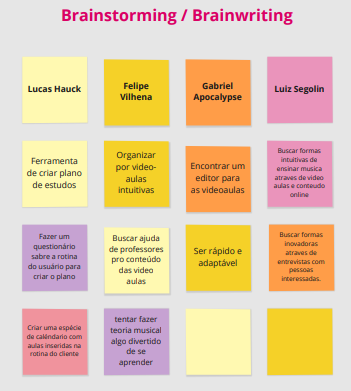 Brainstorming / Brainwriting
Lucas Hauck
Felipe
Vilhena
Gabriel
Apocalypse
Luiz Segolin
Ferramenta
de criar plano
de estudos
Organizar
por video-
aulas
intuitivas
Encontrar um
editor para
as videoaulas
Buscar formas
intuitivas de
ensinar musica
atraves de video
aulas e conteudo
online
Fazer um
questionário
sabre a rotina
do usuário para
criar o plano
Buscar ajuda
de professores
pro conteúdo
das video
aulas
Ser rápido e
adaptável
Buscar formas
inovadoras
atraves de
entrevistas com
pessoas
interessadas.
Criar uma espécie
de calêndario com
aulas inseridas na
rotina do cliente
tentar fazer
teoria musical
algo divertido
de se
aprender